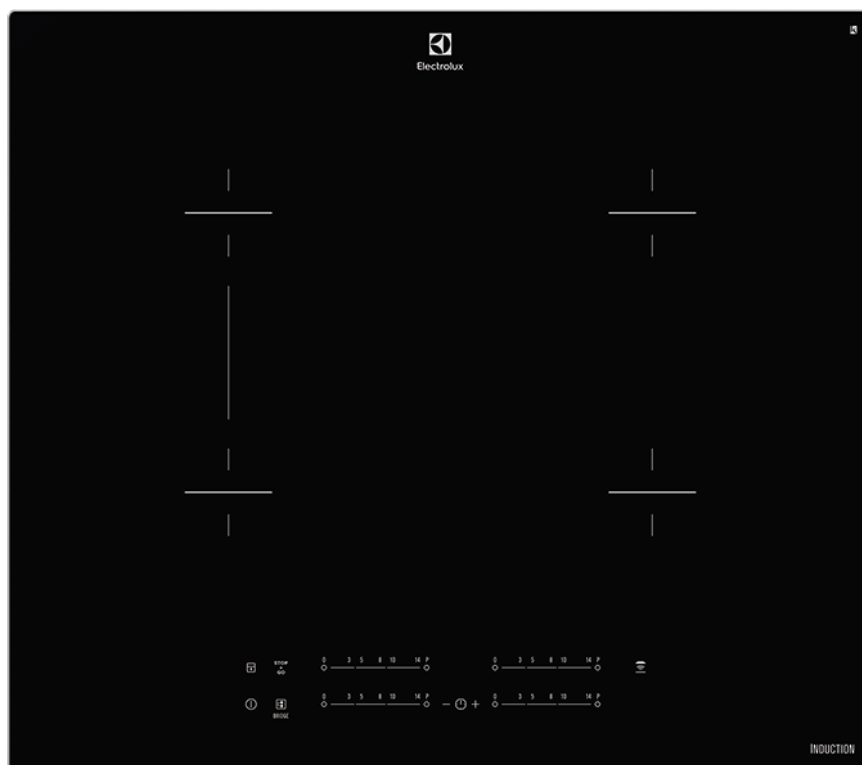 Electrolux
STOP
+
GO
0 3 5 8 10 14 P
0 3 5 8 10 14 P
0 3 5 8 10 14 P
− +
0 3 5 8 10 14 P
BRIDGE
INDUCTION